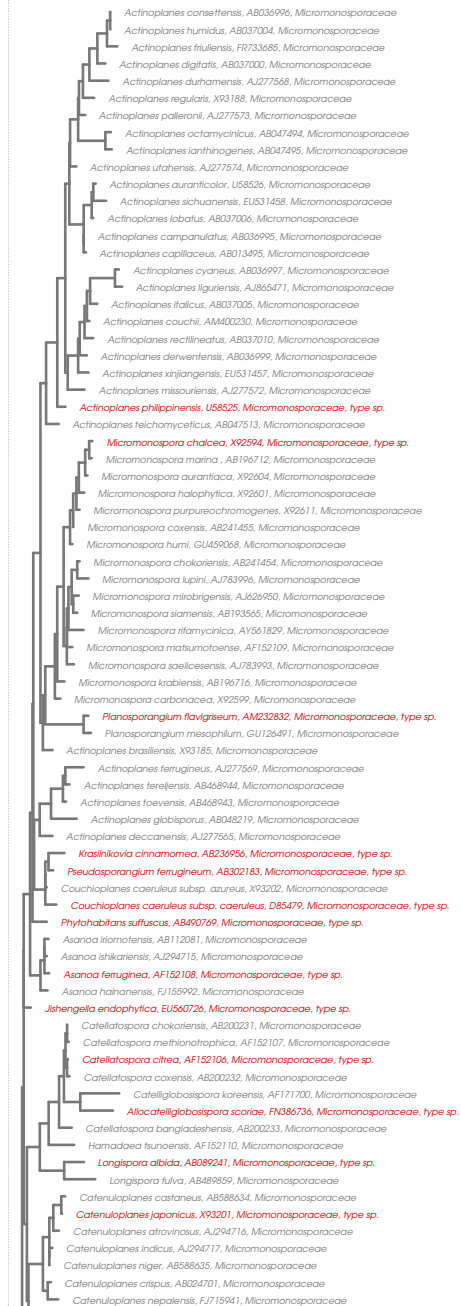 Actinoplanes consettensis, AB036996, Micromonosporaceae
Actinoplanes humidus, AB037004, Micromonosporaceae
Actinoplanes friuliensis, FR733685, Micromonosporaceae
Actinoplanes digitatis, AB037000, Micromonosporaceae
Actinoplanes durhamensis, AJ277568, Micromonosporaceae
Actinoplanes regularis, X93188, Micromonosporaceae
Actinoplanes palleronii, AJ277573, Micromonosporaceae
Actinoplanes octamycinicus, AB047494, Micromonosporaceae
Actinoplanes ianthinogenes, AB047495, Micromonosporaceae
Actinoplanes utahensis, AJ277574, Micromonosporaceae
Actinoplanes auranticolor, U58526, Micromonosporaceae
Actinoplanes sichuanensis, EU531458, Micromonosporaceae
Actinoplanes lobatus, AB037006, Micromonosporaceae
Actinoplanes campanulatus, AB036995, Micromonosporaceae
Actinoplanes capillaceus, AB013495, Micromonosporaceae
Actinoplanes cyaneus, AB036997, Micromonosporaceae
Actinoplanes liguriensis, AJ865471, Micromonosporaceae
Actinoplanes italicus, AB037005, Micromonosporaceae
Actinoplanes couchii, AM400230, Micromonosporaceae
Actinoplanes rectilineatus, AB037010, Micromonosporaceae
Actinoplanes derwentensis, AB036999, Micromonosporaceae
Actinoplanes xinjiangensis, EU531457, Micromonosporaceae
Actinoplanes missouriensis, AJ277572, Micromonosporaceae
Actinoplanes philippinensis, U58525, Micromonosporaceae, type sp.
Actinoplanes teichomyceticus, AB047513, Micromonosporaceae
Micromonospora chalcea, X92594, Micromonosporaceae, type sp.
Micromonospora marina , AB196712, Micromonosporaceae
Micromonospora aurantiaca, X92604, Micromonosporaceae
Micromonospora halophytica, X92601, Micromonosporaceae
Micromonospora purpureochromogenes, X92611, Micromonosporaceae
Micromonospora coxensis, AB241455, Micromonosporaceae
Micromonospora humi, GU459068, Micromonosporaceae
Micromonospora chokoriensis, AB241454, Micromonosporaceae
Micromonospora lupini, AJ783996, Micromonosporaceae
Micromonospora mirobrigensis, AJ626950, Micromonosporaceae
Micromonospora siamensis, AB193565, Micromonosporaceae
Micromonospora rifamycinica, AY561829, Micromonosporaceae
Micromonospora matsumotoense, AF152109, Micromonosporaceae
Micromonospora saelicesensis, AJ783993, Micromonosporaceae
Micromonospora krabiensis, AB196716, Micromonosporaceae
Micromonospora carbonacea, X92599, Micromonosporaceae
Planosporangium flavigriseum, AM232832, Micromonosporaceae, type sp.
Planosporangium mesophilum, GU126491, Micromonosporaceae
Actinoplanes brasiliensis, X93185, Micromonosporaceae
Actinoplanes ferrugineus, AJ277569, Micromonosporaceae
Actinoplanes tereljensis, AB468944, Micromonosporaceae
Actinoplanes toevensis, AB468943, Micromonosporaceae
Actinoplanes globisporus, AB048219, Micromonosporaceae
Actinoplanes deccanensis, AJ277565, Micromonosporaceae
Krasilnikovia cinnamomea, AB236956, Micromonosporaceae, type sp.
Pseudosporangium ferrugineum, AB302183, Micromonosporaceae, type sp.
Couchioplanes caeruleus subsp. azureus, X93202, Micromonosporaceae
Couchioplanes caeruleus subsp. caeruleus, D85479, Micromonosporaceae, type sp.
Phytohabitans suffuscus, AB490769, Micromonosporaceae, type sp.
Asanoa iriomotensis, AB112081, Micromonosporaceae
Asanoa ishikariensis, AJ294715, Micromonosporaceae
Asanoa ferruginea, AF152108, Micromonosporaceae, type sp.
Asanoa hainanensis, FJ155992, Micromonosporaceae
Jishengella endophytica, EU560726, Micromonosporaceae, type sp.
Catellatospora chokoriensis, AB200231, Micromonosporaceae
Catellatospora methionotrophica, AF152107, Micromonosporaceae
Catellatospora citrea, AF152106, Micromonosporaceae, type sp.
Catellatospora coxensis, AB200232, Micromonosporaceae
Catelliglobosispora koreensis, AF171700, Micromonosporaceae
Allocatelliglobosispora scoriae, FN386736, Micromonosporaceae, type sp.
Catellatospora bangladeshensis, AB200233, Micromonosporaceae
Hamadaea tsunoensis, AF152110, Micromonosporaceae
Longispora albida, AB089241, Micromonosporaceae, type sp.
Longispora fulva, AB489859, Micromonosporaceae
Catenuloplanes castaneus, AB588634, Micromonosporaceae
Catenuloplanes japonicus, X93201, Micromonosporaceae, type sp.
Catenuloplanes atrovinosus, AJ294716, Micromonosporaceae
Catenuloplanes indicus, AJ294717, Micromonosporaceae
Catenuloplanes niger, AB588635, Micromonosporaceae
Catenuloplanes crispus, AB024701, Micromonosporaceae
Catenuloplanes nepalensis, FJ715941, Micromonosporaceae